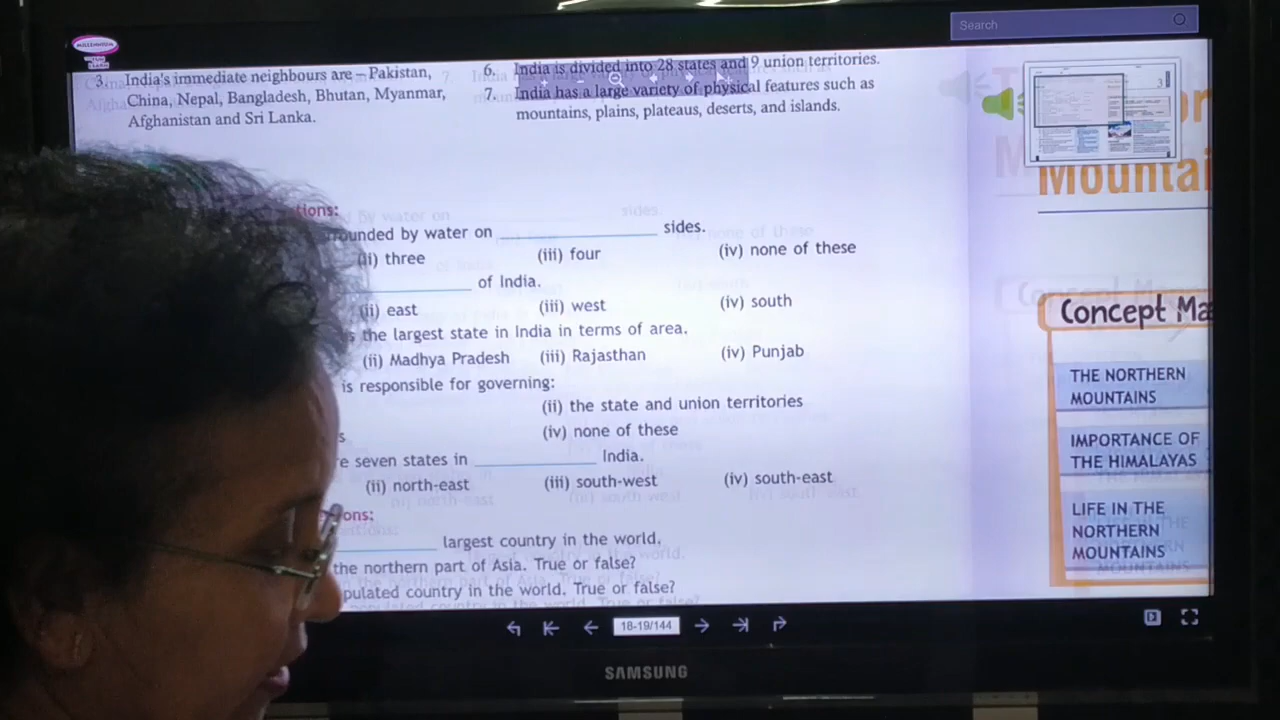 Search
MILLENNIUM
3. India's immediate neighbours are – Pakistan,
China, Nepal, Bangladesh, Bhutan, Myanmar,
Afghanistan and Sri Lanka.
6. India is divided into 28 states and 9 union territories.
7. India has a large variety of physical features such as
mountains, plains, plateaus, deserts, and islands.
tions:
ounded by water on ____________ sides.
(ii) three (iii) four (iv) none of these
____________ of India.
(ii) east (iii) west (iv) south
s the largest state in India in terms of area.
(ii) Madhya Pradesh (iii) Rajasthan (iv) Punjab
is responsible for governing:
(ii) the state and union territories
s (iv) none of these
e seven states in ____________ India.
(ii) north-east (iii) south-west (iv) south-east
ons:
____________ largest country in the world.
the northern part of Asia. True or false?
pulated country in the world. True or false?
Mountai
Concept Ma
THE NORTHERN
MOUNTAINS
IMPORTANCE OF
THE HIMALAYAS
LIFE IN THE
NORTHERN
MOUNTAINS
18-19/144
SAMSUNG